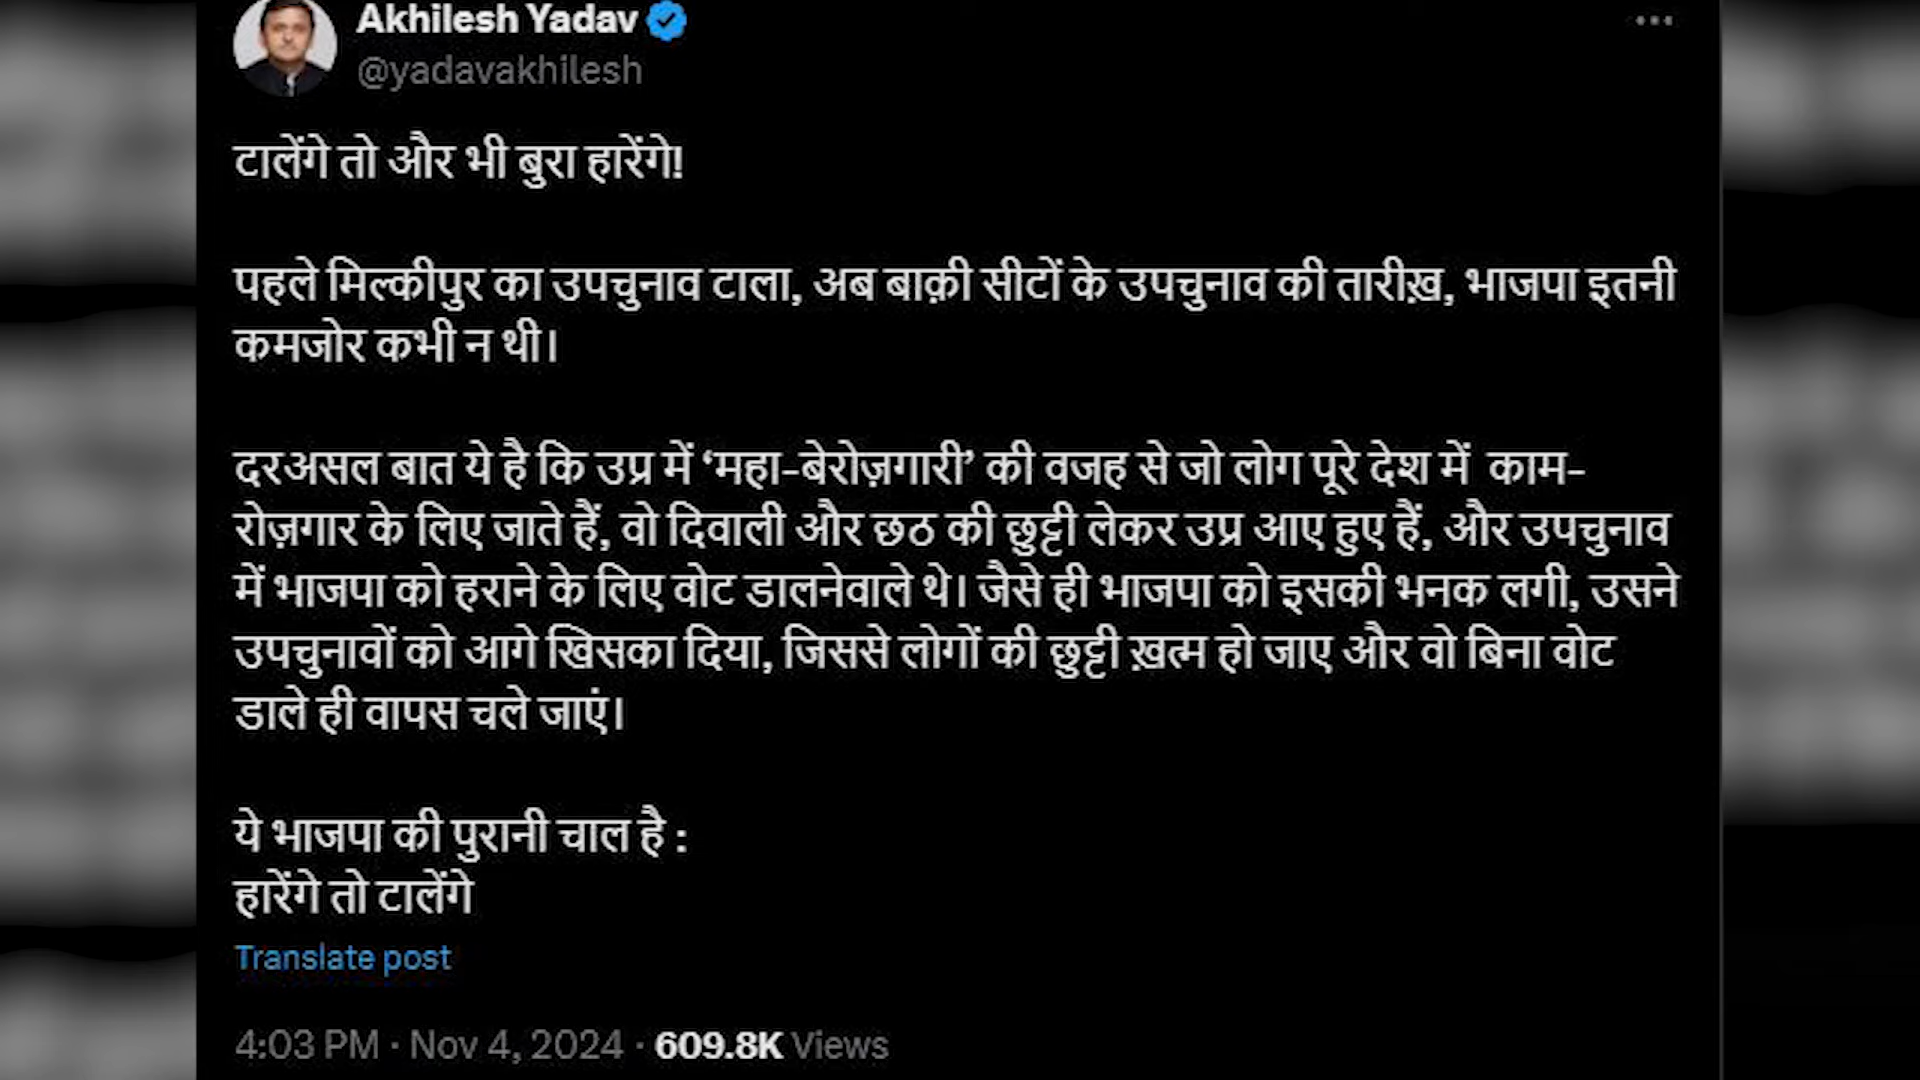 Akhilesh Yadav
@yadavakhilesh
टालेंगे तो और भी बुरा हारेंगे!
पहले मिल्कीपुर का उपचुनाव टाला, अब बाक़ी सीटों के उपचुनाव की तारीख़, भाजपा इतनी
कमजोर कभी न थी।
दरअसल बात ये है कि उप्र में ‘महा-बेरोज़गारी’ की वजह से जो लोग पूरे देश में काम-
रोज़गार के लिए जाते हैं, वो दिवाली और छठ की छुट्टी लेकर उप्र आए हुए हैं, और उपचुनाव
में भाजपा को हराने के लिए वोट डालनेवाले थे। जैसे ही भाजपा को इसकी भनक लगी, उसने
उपचुनावों को आगे खिसका दिया, जिससे लोगों की छुट्टी ख़त्म हो जाए और वो बिना वोट
डाले ही वापस चले जाएं।
ये भाजपा की पुरानी चाल है :
हारेंगे तो टालेंगे
Translate post
4:03 PM · Nov 4, 2024 · 609.8K Views